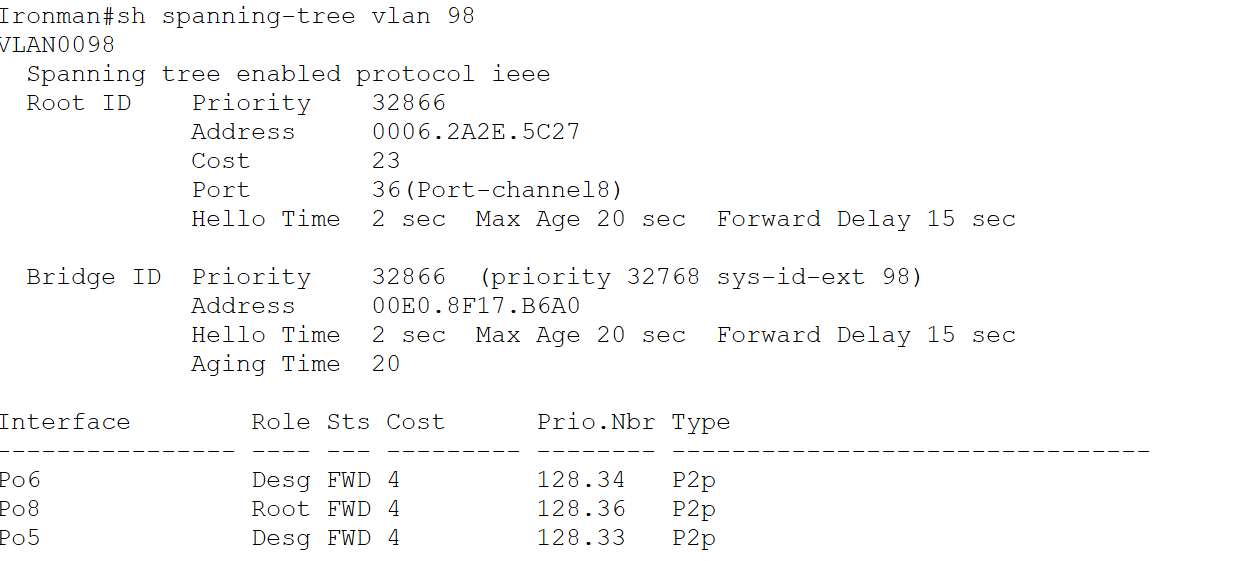 Ironman#sh spanning-tree vlan 98
VLAN0098
  Spanning tree enabled protocol ieee
  Root ID    Priority    32866
             Address     0006.2A2E.5C27
             Cost        23
             Port        36(Port-channel8)
             Hello Time  2 sec  Max Age 20 sec  Forward Delay 15 sec

  Bridge ID  Priority    32866  (priority 32768 sys-id-ext 98)
             Address     00E0.8F17.B6A0
             Hello Time  2 sec  Max Age 20 sec  Forward Delay 15 sec
             Aging Time  20

Interface        Role Sts Cost      Prio.Nbr Type
---------------- ---- --- --------- -------- --------------------------------
Po6              Desg FWD 4         128.34   P2p
Po8              Root FWD 4         128.36   P2p
Po5              Desg FWD 4         128.33   P2p